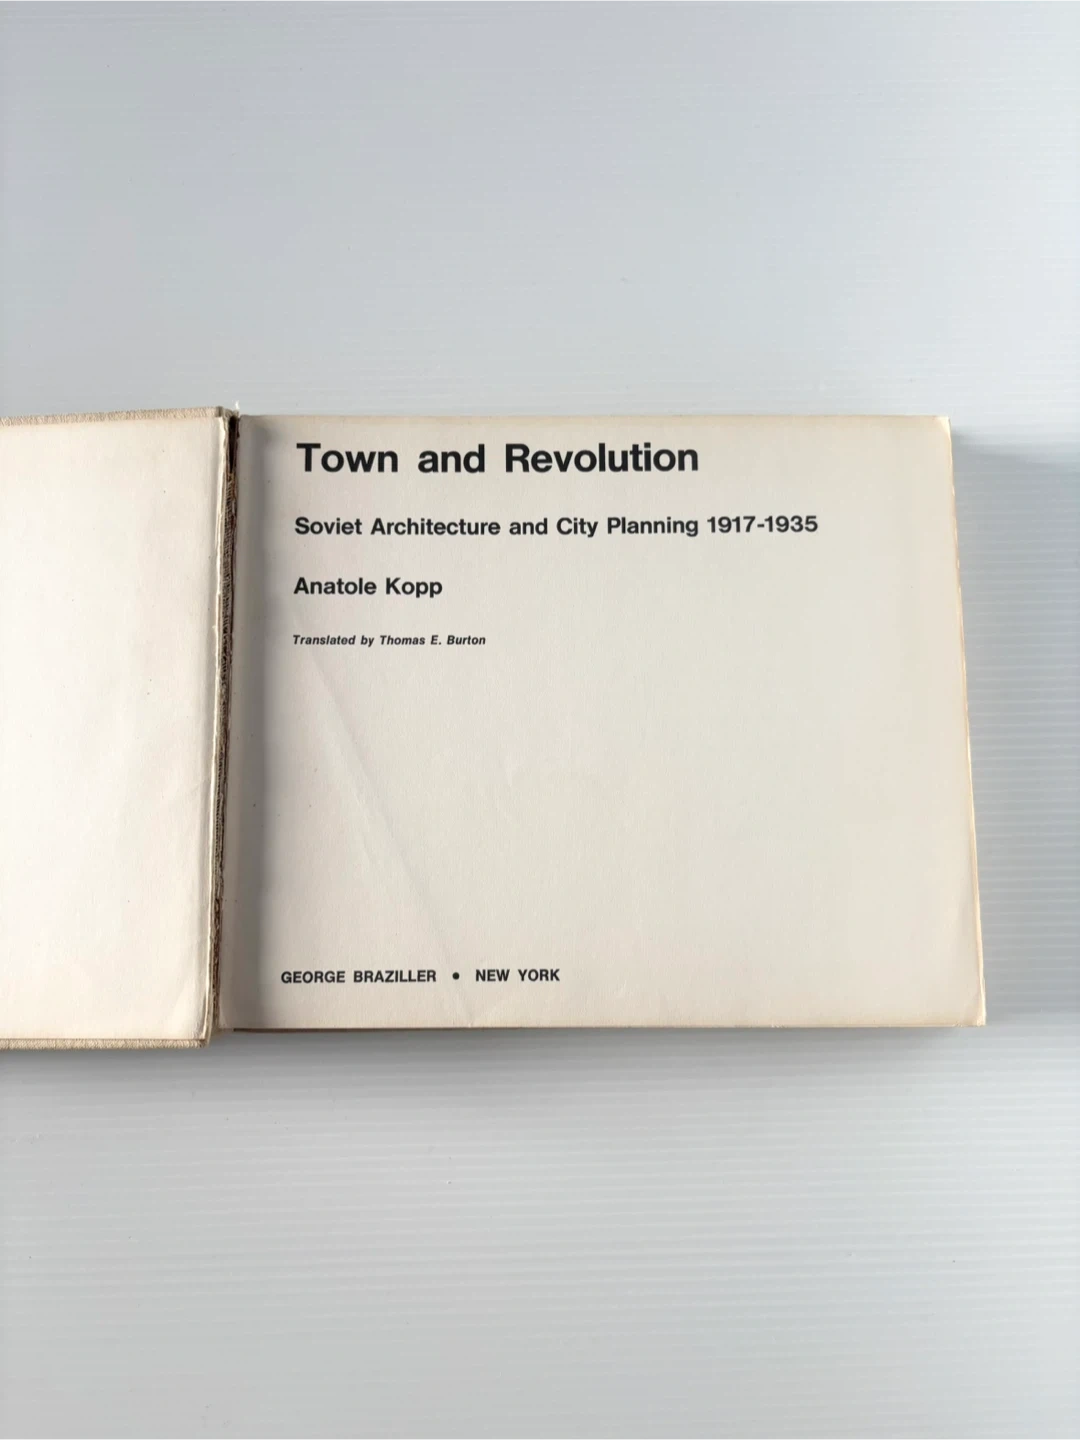 Town and Revolution
Soviet Architecture and City Planning 1917-1935
Anatole Kopp
Translated by Thomas E. Burton
GEORGE BRAZILLER • NEW YORK